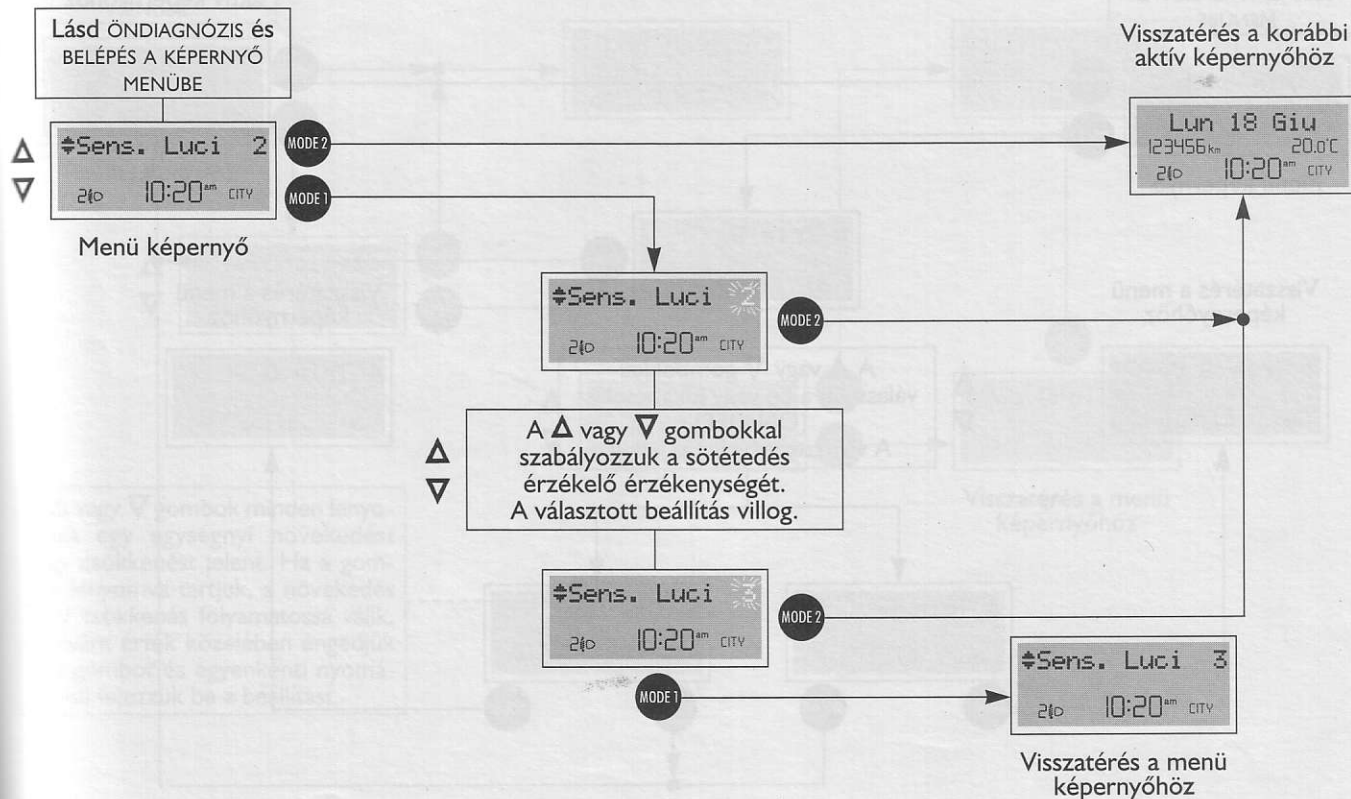 Lásd ÖNDIAGNÓZIS és
BELÉPÉS A KÉPERNYŐ
MENÜBE
Sens. Luci 2
10:20 am CITY
MODE 2
MODE 1
Menü képernyő
Visszatérés a korábbi
aktív képernyőhöz
Lun 18 Giu
123456 km 20.0°C
10:20 am CITY
Sens. Luci 2
10:20 am CITY
MODE 2
A Δ vagy ∇ gombokkal
szabályozzuk a sötétedés
érzékelő érzékenységét.
A választott beállítás villog.
Sens. Luci 3
10:20 am CITY
MODE 2
MODE 1
Sens. Luci 3
10:20 am CITY
Visszatérés a menü
képernyőhöz